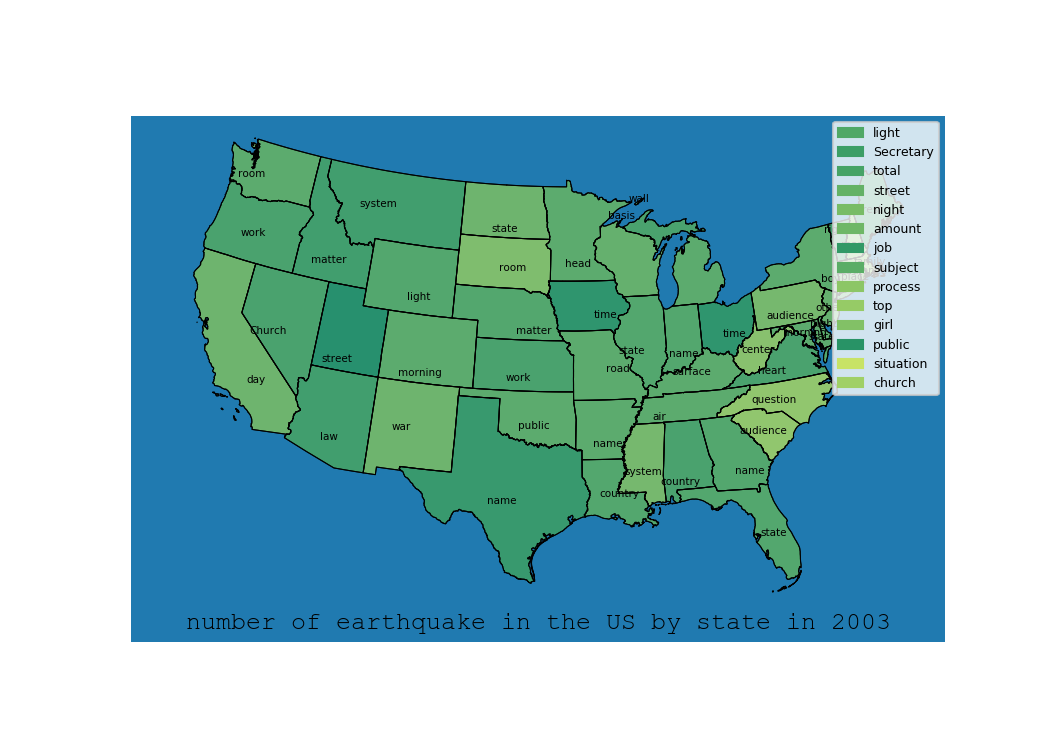 light
Secretary
total
street
night
amount
job
subject
process
top
girl
public
situation
church
room
wall
system
basis
state
work
matter
head
room
light
time
audience
Church
matter
time
street
state
name
center
morning
road
surface
heart
day
work
question
war
public
air
audience
law
name
name
system
country
name
country
state
number of earthquake in the US by state in 2003